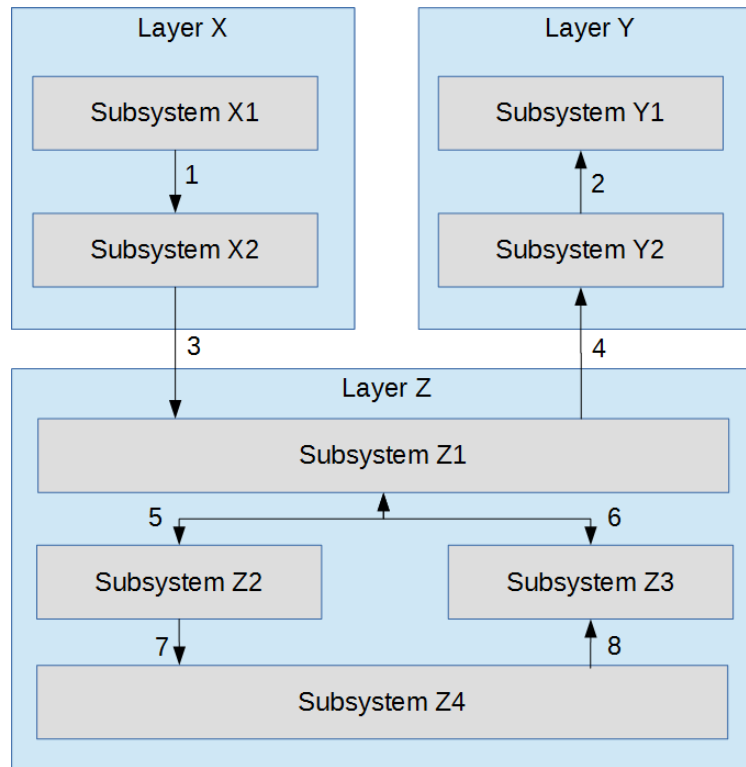 Layer X
Layer Y
Subsystem X1
Subsystem Y1
1
2
Subsystem X2
Subsystem Y2
3
4
Layer Z
Subsystem Z1
5
6
Subsystem Z2
Subsystem Z3
7
8
Subsystem Z4